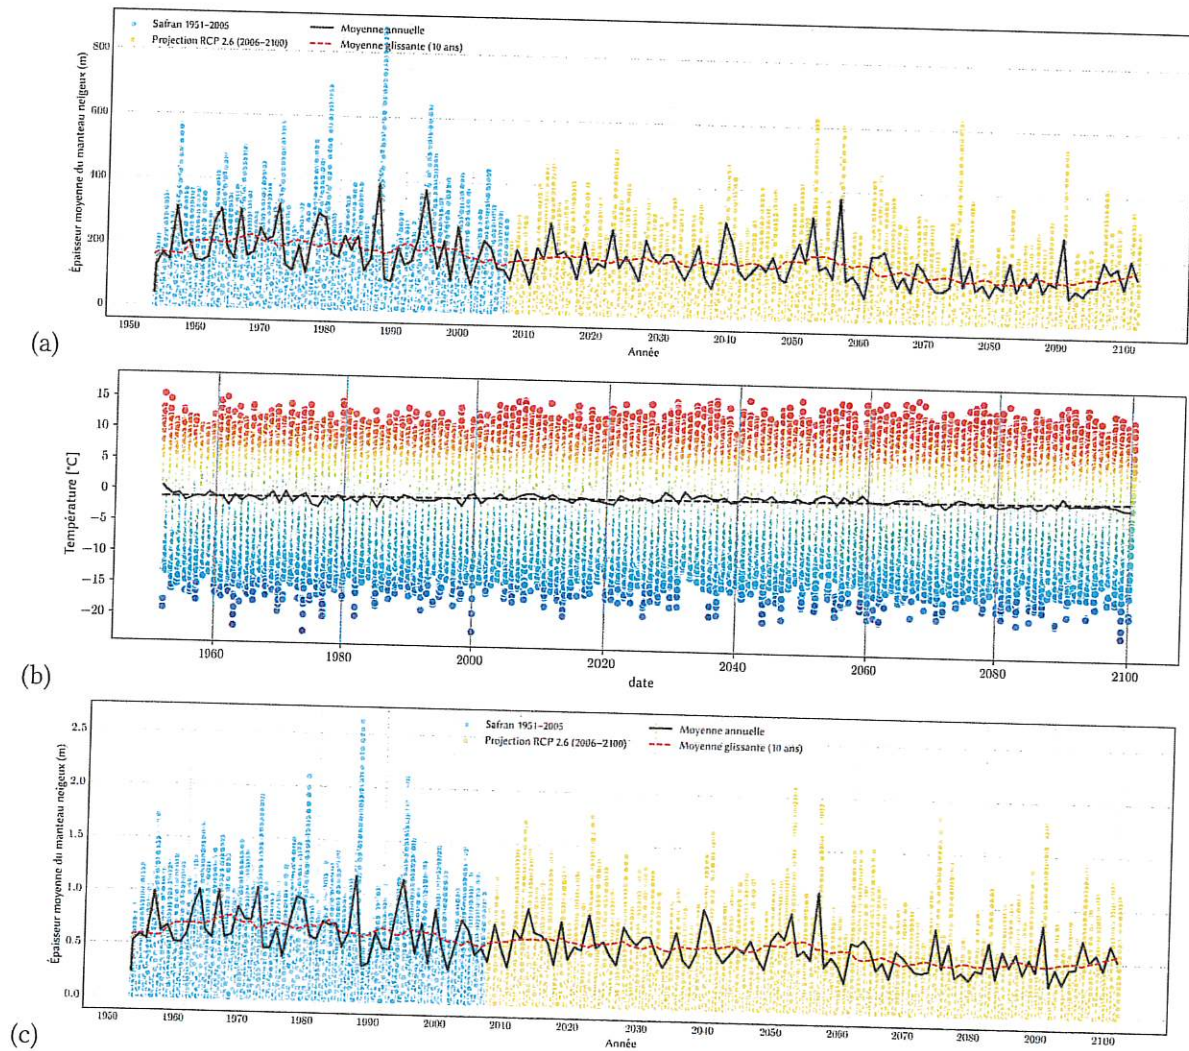 Safran 1951–2005
Moyenne annuelle
Projection RCP 2.6 (2006–2100)
Moyenne glissante (10 ans)
Épaisseur moyenne du manteau neigeux (m)
800
600
400
200
0
1950 1960 1970 1980 1990 2000 2010 2020 2030 2040 2050 2060 2070 2080 2090 2100
Année
(a)
Température [°C]
15
10
5
0
−5
−10
−15
−20
1960 1980 2000 2020 2040 2060 2080 2100
date
(b)
Safran 1951–2005
Moyenne annuelle
Projection RCP 2.6 (2006–2100)
Moyenne glissante (10 ans)
Épaisseur moyenne du manteau neigeux (m)
2.5
2.0
1.5
1.0
0.5
0.0
1950 1960 1970 1980 1990 2000 2010 2020 2030 2040 2050 2060 2070 2080 2090 2100
Année
(c)